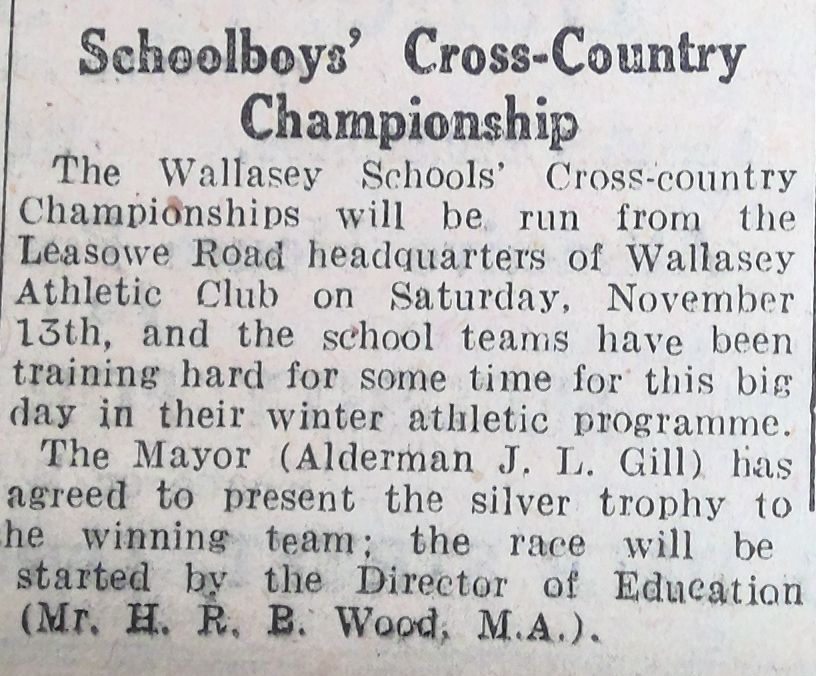 Schoolboys' Cross-Country
Championship
The Wallasey Schools' Cross-country
Championships will be run from the
Leasowe Road headquarters of Wallasey
Athletic Club on Saturday, November
13th, and the school teams have been
training hard for some time for this big
day in their winter athletic programme.
The Mayor (Alderman J. L. Gill) has
agreed to present the silver trophy to
he winning team; the race will be
started by the Director of Education
(Mr. H. R. B. Wood, M.A.).